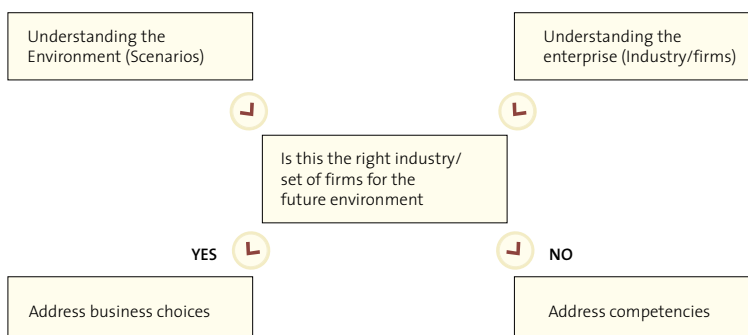 Understanding the
Environment (Scenarios)
Understanding the
enterprise (Industry/firms)
Is this the right industry/
set of firms for the
future environment
YES
NO
Address business choices
Address competencies